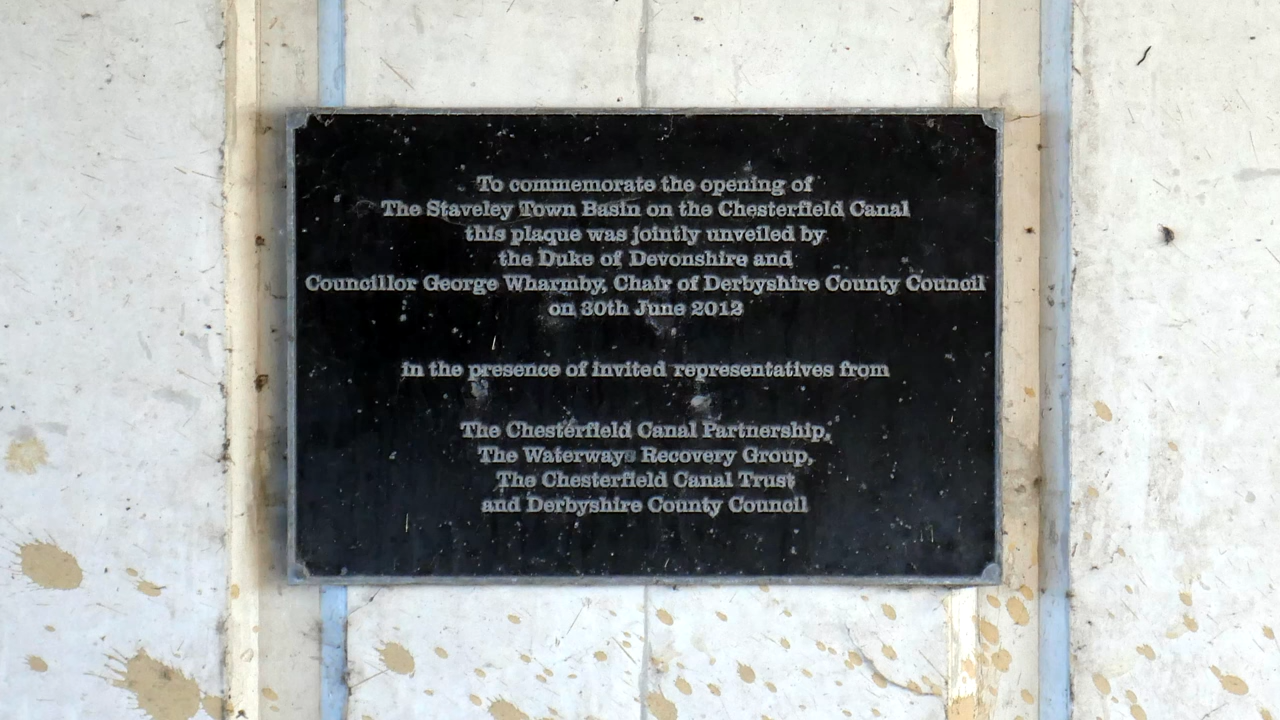 To commemorate the opening of
The Staveley Town Basin on the Chesterfield Canal
this plaque was jointly unveiled by
the Duke of Devonshire and
Councillor George Wharmby, Chair of Derbyshire County Council
on 30th June 2012
in the presence of invited representatives from
The Chesterfield Canal Partnership,
The Waterways Recovery Group,
The Chesterfield Canal Trust
and Derbyshire County Council